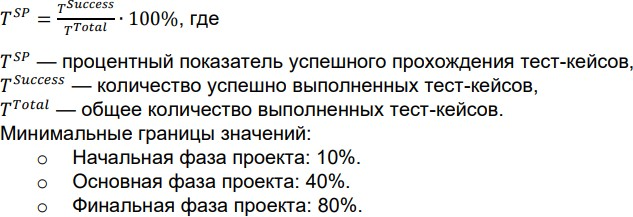 T^{SP} = \frac{T^{Success}}{T^{Total}} · 100%, где
T^{SP} — процентный показатель успешного прохождения тест-кейсов,
T^{Success} — количество успешно выполненных тест-кейсов,
T^{Total} — общее количество выполненных тест-кейсов.
Минимальные границы значений:
o Начальная фаза проекта: 10%.
o Основная фаза проекта: 40%.
o Финальная фаза проекта: 80%.